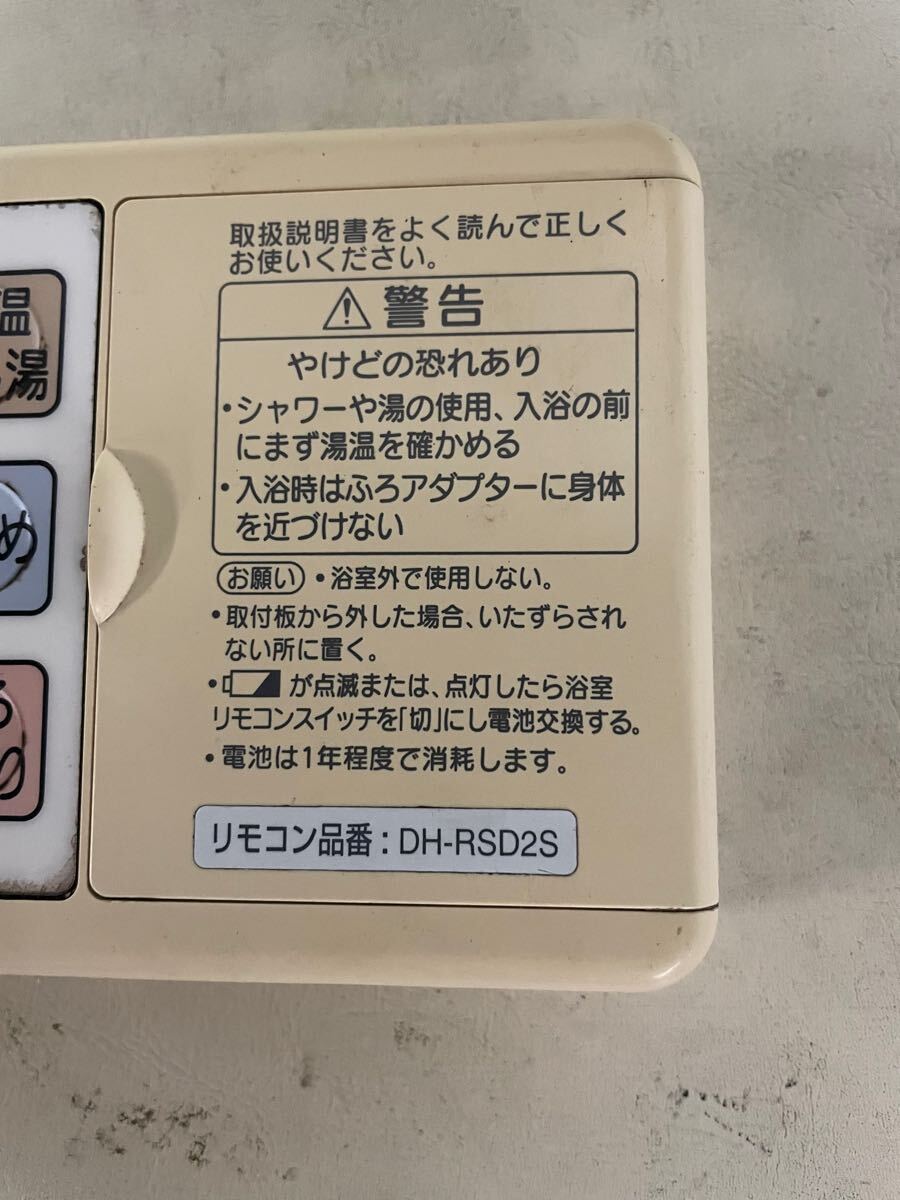 取扱説明書をよく読んで正しく
お使いください。
警告
やけどの恐れあり
・シャワーや湯の使用、入浴の前
にまず湯温を確かめる
・入浴時はふろアダプターに身体
を近づけない
お願い ・浴室外で使用しない。
・取付板から外した場合、いたずらされ
ない所に置く。
・が点滅または、点灯したら浴室
リモコンスイッチを「切」にし電池交換する。
・電池は1年程度で消耗します。
リモコン品番：DH-RSD2S
温
湯
め